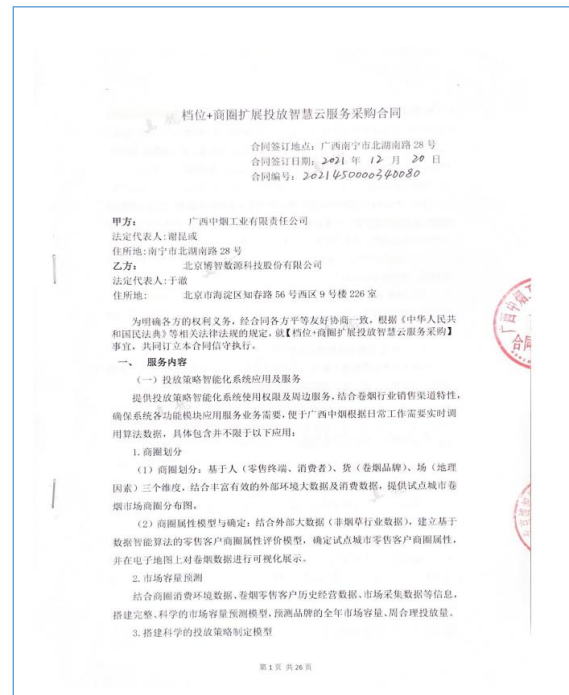 档位+商圈扩展投放智慧云服务采购合同
合同签订地点：广西南宁市北湖南路 28 号
合同签订日期：2021 年 12 月 20 日
合同编号：2021450000340080
甲方： 广西中烟工业有限责任公司
法定代表人:谢昆或
住所地:南宁市北湖南路 28 号
乙方： 北京博智数源科技股份有限公司
法定代表人:于澈
住所地： 北京市海淀区知春路 56 号西区 9 号楼 226 室
为明确各方的权利义务，经合同各方平等友好协商一致，根据《中华人民共
和国民法典》等相关法律法规的规定，就【档位+商圈扩展投放智慧云服务采购】
事宜，共同订立本合同信守执行。
一、 服务内容
（一）投放策略智能化系统应用及服务
提供投放策略智能化系统使用权限及周边服务，结合卷烟行业销售渠道特性，
确保系统各功能模块应用服务业务需要，便于广西中烟根据日常工作需要实时调
用算法数据，具体包含并不限于以下应用：
1.商圈划分
（1）商圈划分：基于人（零售终端、消费者）、货（卷烟品牌）、场（地理
因素）三个维度，结合丰富有效的外部环境大数据及消费数据，提供试点城市卷
烟市场商圈分布图。
（2）商圈属性模型与确定：结合外部大数据（非烟草行业数据），建立基于
数据智能算法的零售客户商圈属性评价模型，确定试点城市零售客户商圈属性，
并在电子地图上对卷烟数据进行可视化展示。
2.市场容量预测
结合商圈消费环境数据、卷烟零售客户历史经营数据、市场采集数据等信息，
搭建完整、科学的市场容量预测模型，预测品牌的全年市场容量、周合理投放量。
3.搭建科学的投放策略制定模型
第 1 页 共 26 页
广西中烟工
合同